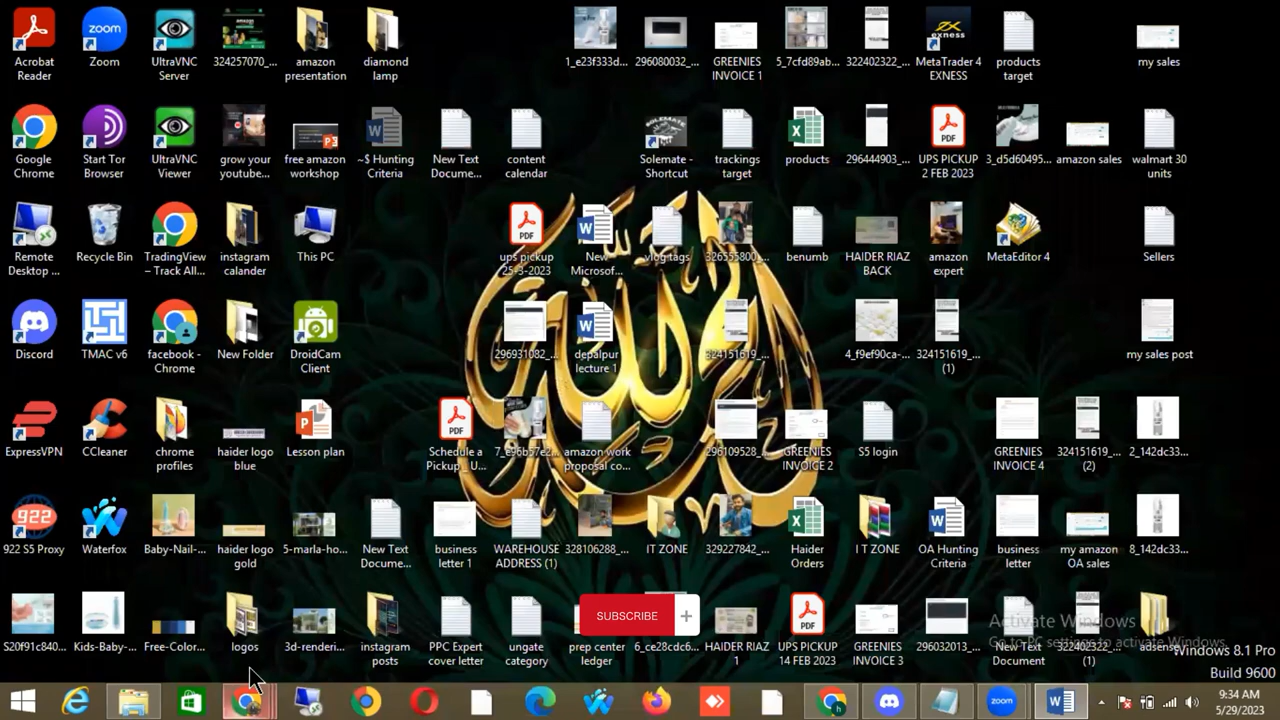 Acrobat Reader
Zoom
UltraVNC Server
324257070_...
amazon presentation
diamond lamp
1_e23f333d...
296080032_...
GREENIES INVOICE 1
5_7cfd89ab...
322402322_...
MetaTrader 4 EXNESS
products target
my sales
Google Chrome
Start Tor Browser
UltraVNC Viewer
grow your youtube...
free amazon workshop
~$ Hunting Criteria
New Text Docume...
content calendar
Solemate - Shortcut
trackings target
products
296444903_...
UPS PICKUP 2 FEB 2023
3_d5d60495...
amazon sales
walmart 30 units
Remote Desktop ...
Recycle Bin
TradingView – Track All...
instagram calander
This PC
ups pickup 25-3-2023
New Microsof...
vlog tags
326555800_...
benumb
HAIDER RIAZ BACK
amazon expert
MetaEditor 4
Sellers
Discord
TMAC v6
facebook - Chrome
New Folder
DroidCam Client
296931082_...
depalpur lecture 1
324151619_...
4_f9ef90ca-...
324151619_... (1)
my sales post
ExpressVPN
chrome profiles
haider logo blue
Lesson plan
Schedule a Pickup _ U...
7_e96b57e2...
amazon work proposal co...
296109528_...
GREENIES INVOICE 2
S5 login
GREENIES INVOICE 4
324151619_... (2)
2_142dc33...
922 S5 Proxy
Waterfox
Baby-Nail-...
haider logo gold
5-marla-ho...
New Text Docume...
business letter 1
WAREHOUSE ADDRESS (1)
328106288_...
IT ZONE
329227842_...
Haider Orders
I T ZONE
OA Hunting Criteria
business letter
my amazon OA sales
8_142dc33...
S20f91c840...
Kids-Baby-...
Free-Color...
logos
3d-renderi...
instagram posts
PPC Expert cover letter
ungate category
prep center ledger
6_ce28cdc6...
HAIDER RIAZ 1
UPS PICKUP 14 FEB 2023
GREENIES INVOICE 3
296032013_...
New Text Document
322402322_... (1)
adsense
SUBSCRIBE
Activate Windows
Go to PC settings to activate Windows.
Windows 8.1 Pro
Build 9600
9:34 AM
5/29/2023